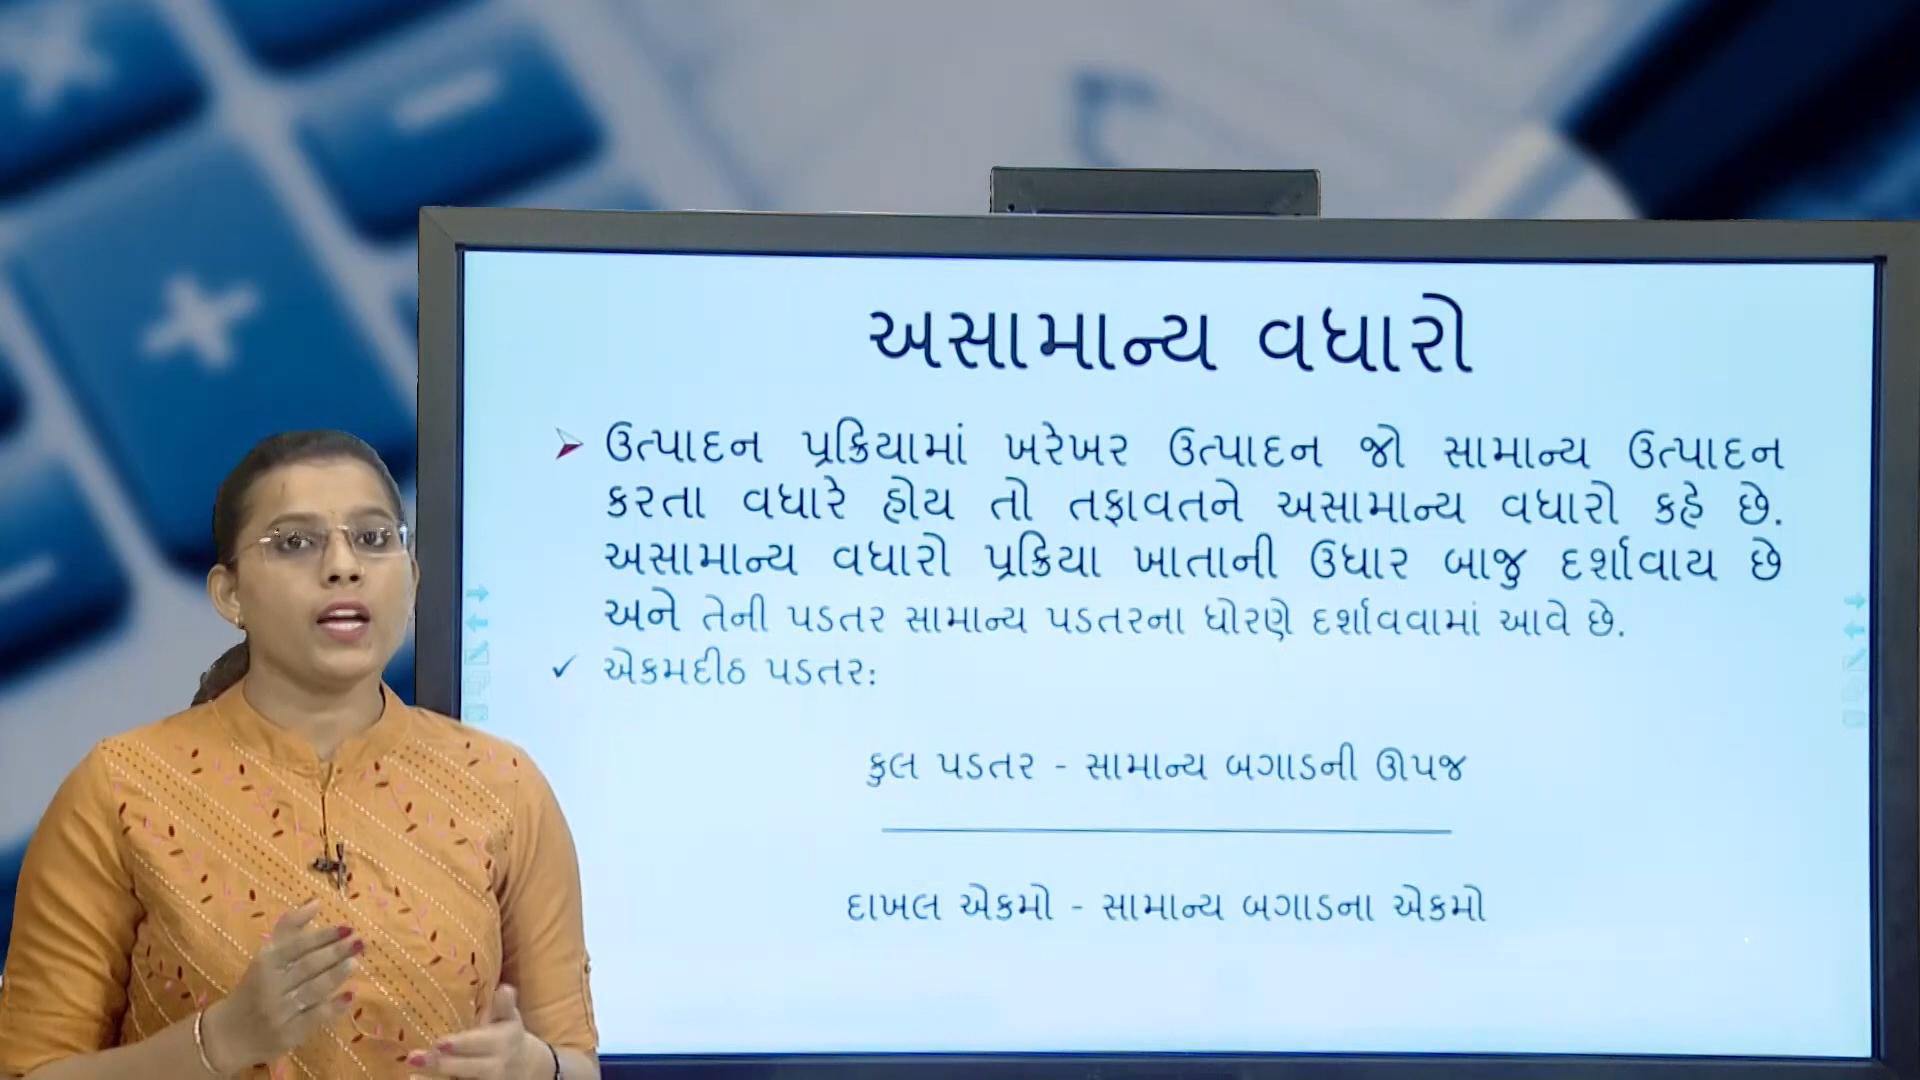 અસામાન્ય વધારો
ઉત્પાદન પ્રક્રિયામાં ખરેખર ઉત્પાદન જો સામાન્ય ઉત્પાદન
કરતા વધારે હોય તો તફાવતને અસામાન્ય વધારો કહે છે.
અસામાન્ય વધારો પ્રક્રિયા ખાતાની ઉધાર બાજુ દર્શાવાય છે
અને તેની પડતર સામાન્ય પડતરના ધોરણે દર્શાવવામાં આવે છે.
✓ એકમદીઠ પડતર:
કુલ પડતર - સામાન્ય બગાડની ઊપજ
દાખલ એકમો - સામાન્ય બગાડના એકમો